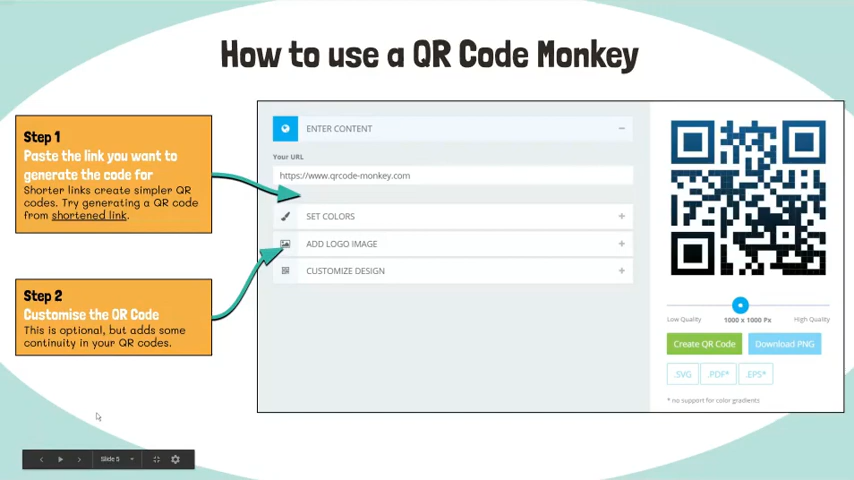 How to use a QR Code Monkey
Step 1
Paste the link you want to
generate the code for
Shorter links create simpler QR
codes. Try generating a QR code
from shortened link.
Step 2
Customise the QR Code
This is optional, but adds some
continuity in your QR codes.
ENTER CONTENT
Your URL
https://www.qrcode-monkey.com
SET COLORS
ADD LOGO IMAGE
CUSTOMIZE DESIGN
Low Quality
1000 x 1000 Px
High Quality
Create QR Code
Download PNG
.SVG
.PDF*
.EPS*
* no support for color gradients
Slide 5